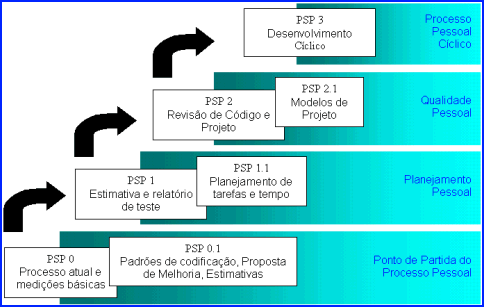 PSP 3
Desenvolvimento
Cíclico
Processo
Pessoal
Cíclico
PSP 2
Revisão de Código e
Projeto
PSP 2.1
Modelos de
Projeto
Qualidade
Pessoal
PSP 1
Estimativa e relatório
de teste
PSP 1.1
Planejamento de
tarefas e tempo
Planejamento
Pessoal
PSP 0
Processo atual e
medições básicas
PSP 0.1
Padrões de codificação, Proposta
de Melhoria, Estimativas
Ponto de Partida do
Processo Pessoal